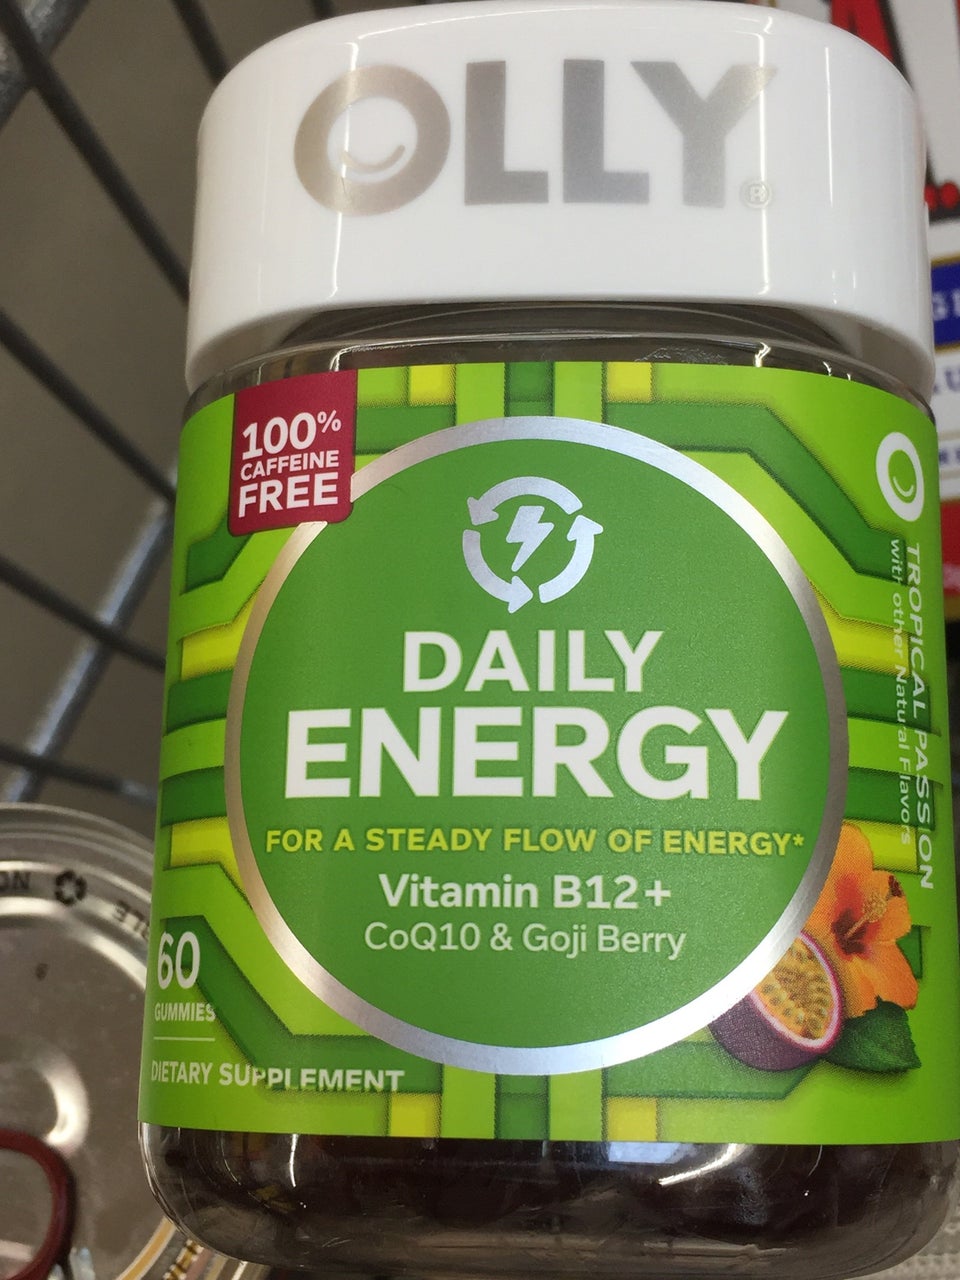 OLLY®
100%
CAFFEINE
FREE
DAILY
ENERGY
FOR A STEADY FLOW OF ENERGY*
Vitamin B12+
CoQ10 & Goji Berry
60
GUMMIES
DIETARY SUPPLEMENT
TROPICAL PASSION
with other Natural Flavors